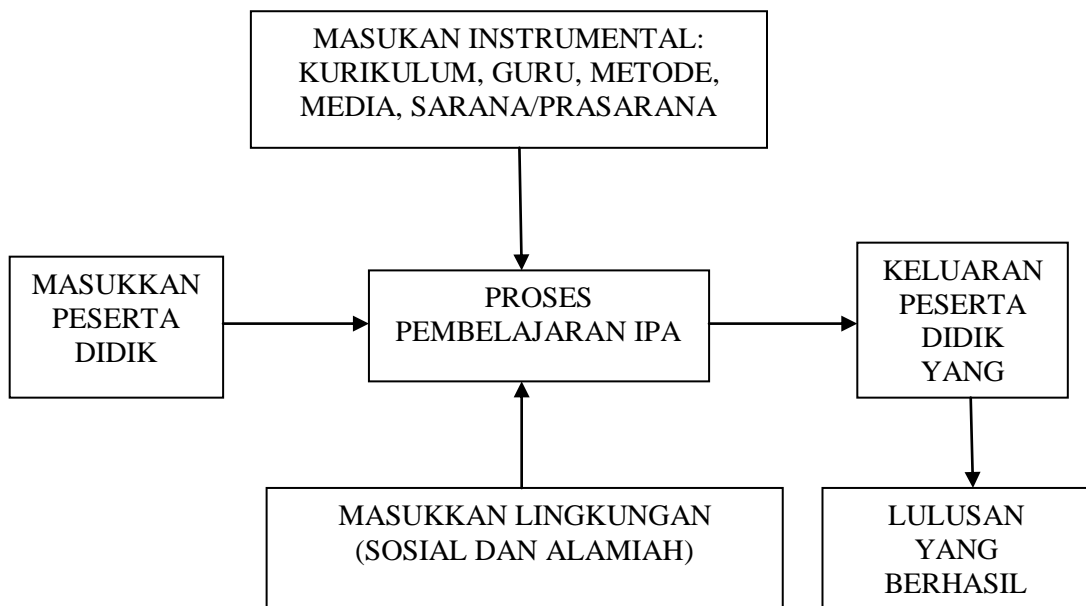 MASUKAN INSTRUMENTAL:
KURIKULUM, GURU, METODE,
MEDIA, SARANA/PRASARANA
MASUKKAN
PESERTA
DIDIK
PROSES
PEMBELAJARAN IPA
KELUARAN
PESERTA
DIDIK
YANG
MASUKKAN LINGKUNGAN
(SOSIAL DAN ALAMIAH)
LULUSAN
YANG
BERHASIL